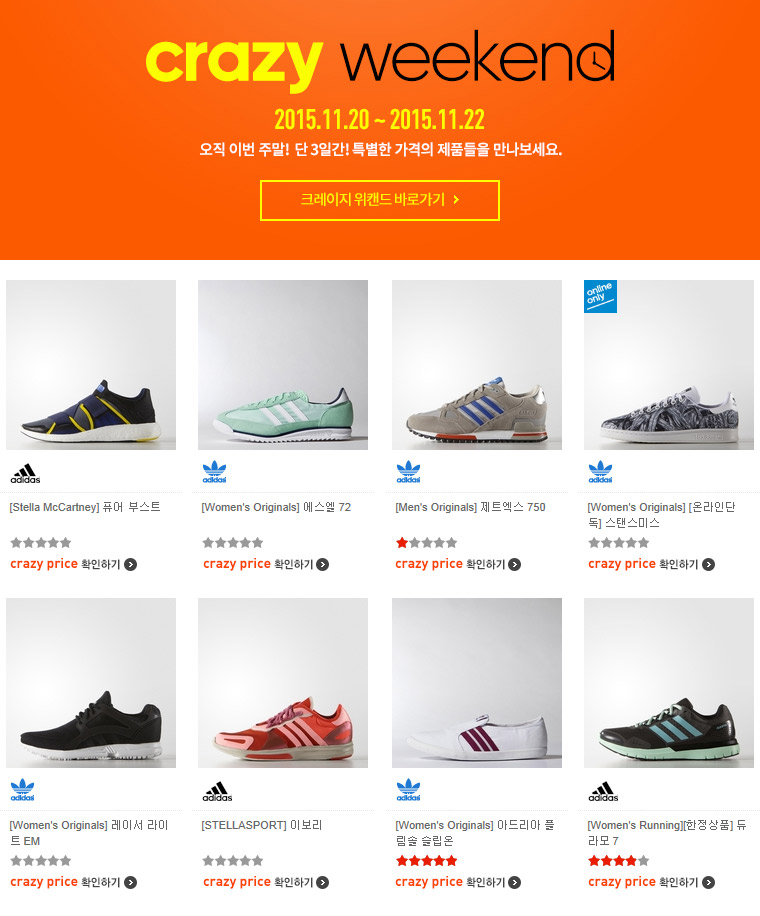 crazy weekend
2015.11.20 ~ 2015.11.22
오직 이번 주말! 단 3일간! 특별한 가격의 제품들을 만나보세요.
크레이지 위캔드 바로가기 >
online
only
adidas
adidas
adidas
adidas
[Stella McCartney] 퓨어 부스트
[Women's Originals] 에스엘 72
[Men's Originals] 제트엑스 750
[Women's Originals] [온라인단
독] 스탠스미스
crazy price 확인하기
crazy price 확인하기
crazy price 확인하기
crazy price 확인하기
adidas
adidas
adidas
adidas
[Women's Originals] 레이서 라이
트 EM
[STELLASPORT] 이보리
[Women's Originals] 아드리아 플
림솔 슬립온
[Women's Running][한정상품] 듀
라모 7
crazy price 확인하기
crazy price 확인하기
crazy price 확인하기
crazy price 확인하기